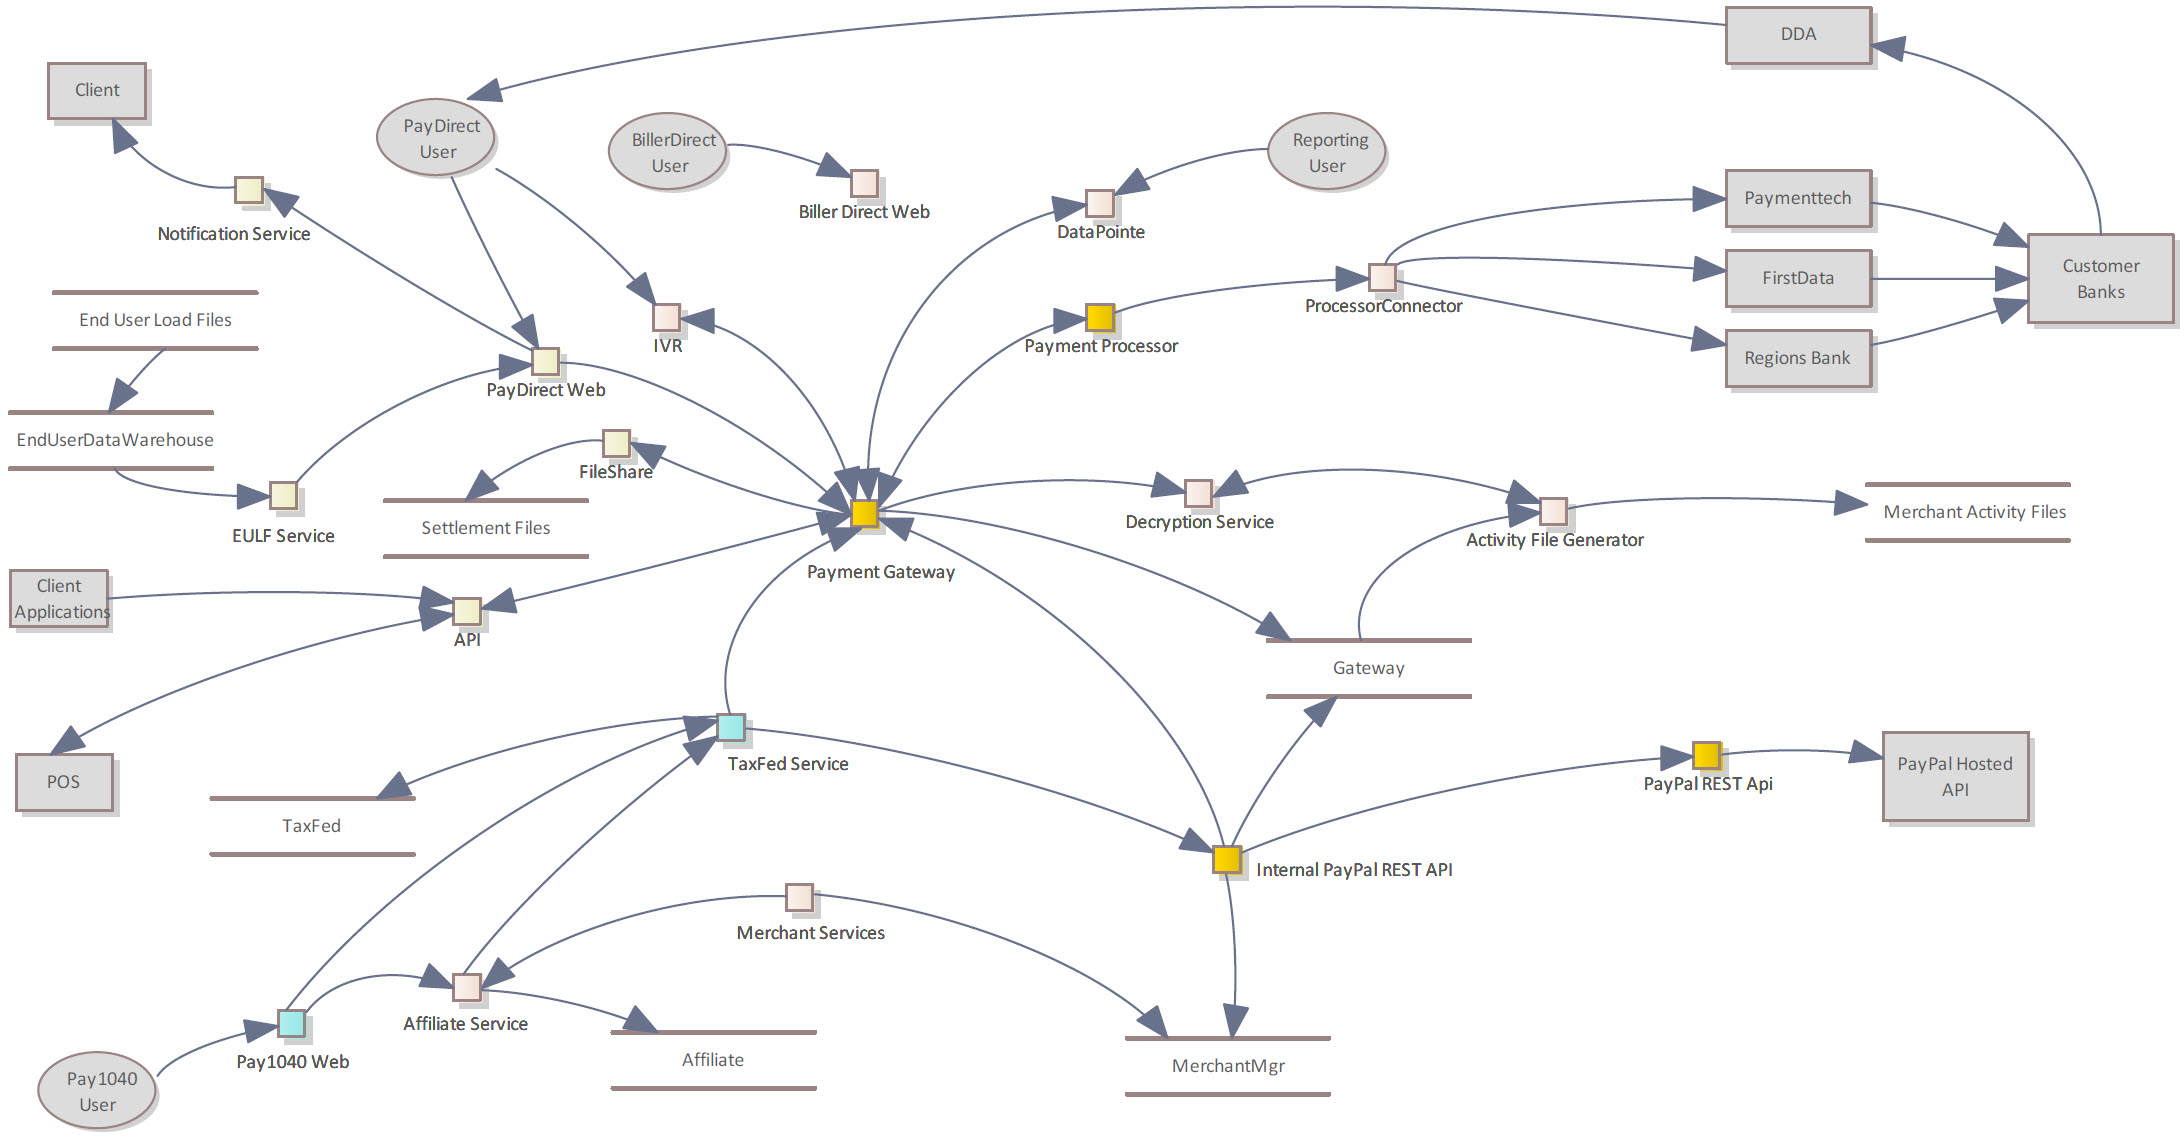 DDA
Client
PayDirect
User
BillerDirect
User
Reporting
User
Biller Direct Web
Paymenttech
Notification Service
DataPointe
Customer
Banks
FirstData
ProcessorConnector
End User Load Files
IVR
Payment Processor
Regions Bank
PayDirect Web
EndUserDataWarehouse
FileShare
EULF Service
Settlement Files
Decryption Service
Activity File Generator
Merchant Activity Files
Payment Gateway
Client
Applications
API
Gateway
POS
TaxFed Service
PayPal REST Api
PayPal Hosted
API
TaxFed
Internal PayPal REST API
Merchant Services
Affiliate Service
Pay1040 Web
Affiliate
MerchantMgr
Pay1040
User